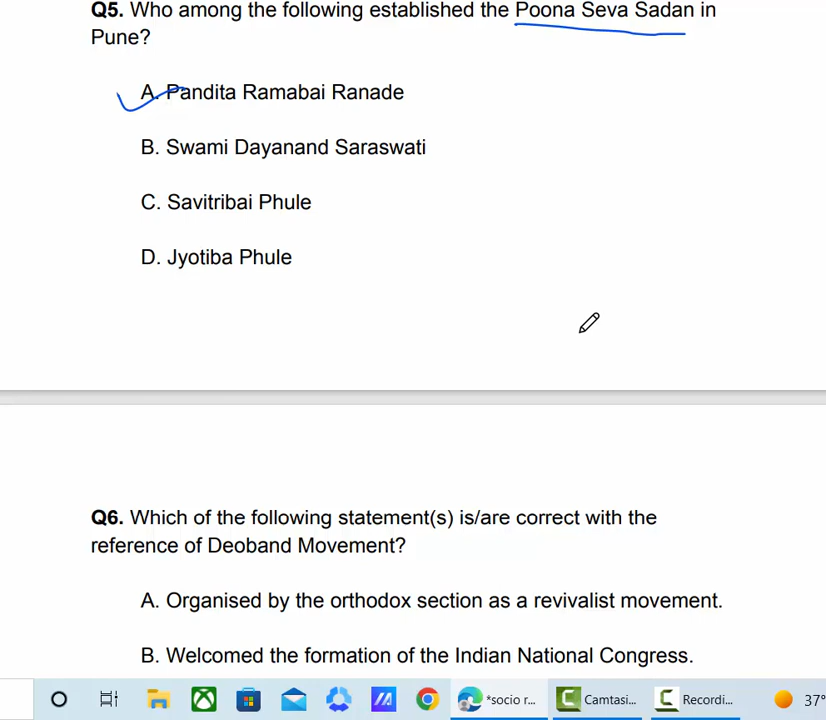 Q5. Who among the following established the Poona Seva Sadan in
Pune?
A. Pandita Ramabai Ranade
B. Swami Dayanand Saraswati
C. Savitribai Phule
D. Jyotiba Phule
Q6. Which of the following statement(s) is/are correct with the
reference of Deoband Movement?
A. Organised by the orthodox section as a revivalist movement.
B. Welcomed the formation of the Indian National Congress.
*socio r... Camtasi... Recordi... 37°